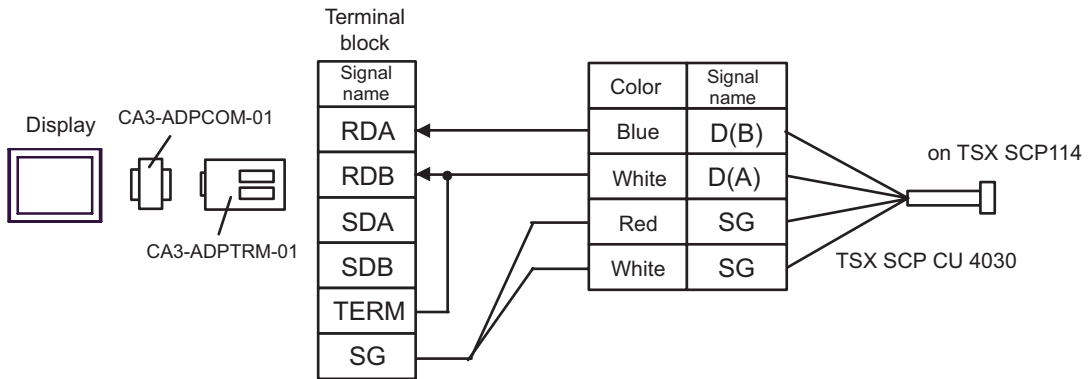 Terminal
block
Signal
name
RDA
RDB
SDA
SDB
TERM
SG
Display
CA3-ADPCOM-01
CA3-ADPTRM-01
Color
Signal
name
Blue
D(B)
White
D(A)
Red
SG
White
SG
on TSX SCP114
TSX SCP CU 4030